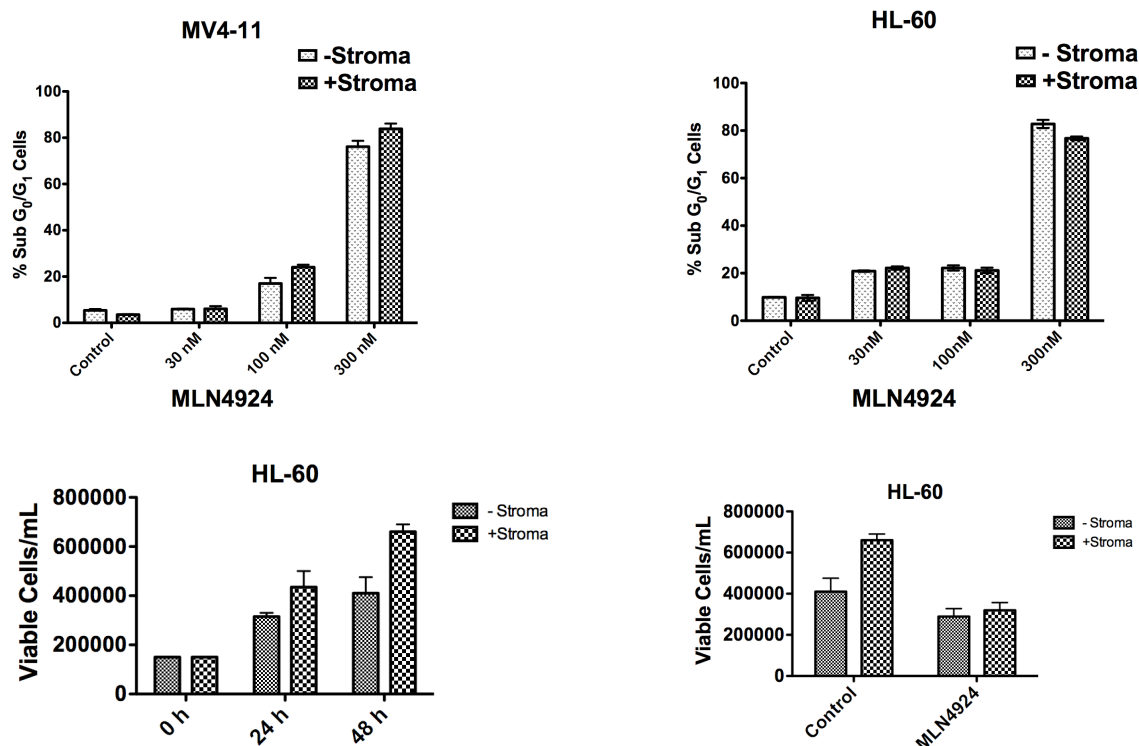 MV4-11
-Stroma
+Stroma
% Sub G₀/G₁ Cells
100
80
60
40
20
0
Control
30 nM
100 nM
300 nM
MLN4924
HL-60
- Stroma
+Stroma
% Sub G₀/G₁ Cells
100
80
60
40
20
0
Control
30nM
100nM
300nM
MLN4924
HL-60
- Stroma
+Stroma
Viable Cells/mL
800000
600000
400000
200000
0
0 h
24 h
48 h
HL-60
- Stroma
+Stroma
Viable Cells/mL
800000
600000
400000
200000
0
Control
MLN4924